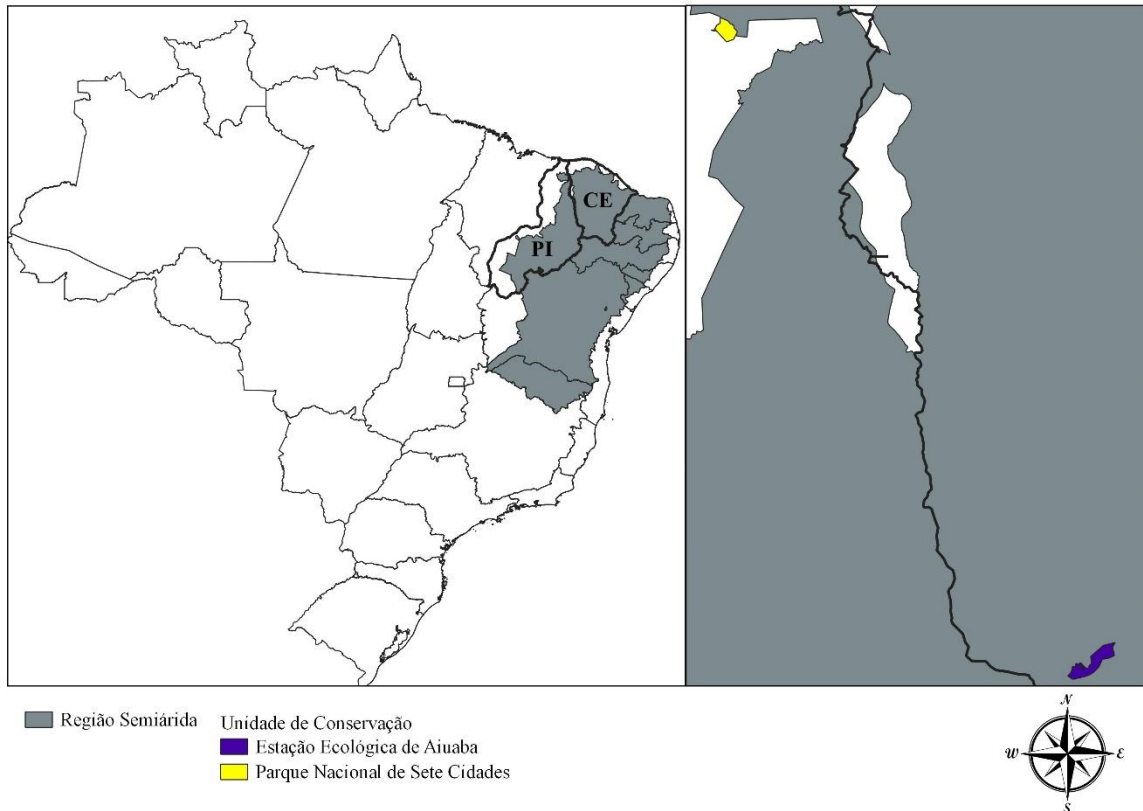 CE
PI
Região Semiárida
Unidade de Conservação
Estação Ecológica de Aiuaba
Parque Nacional de Sete Cidades
N
W
E
S